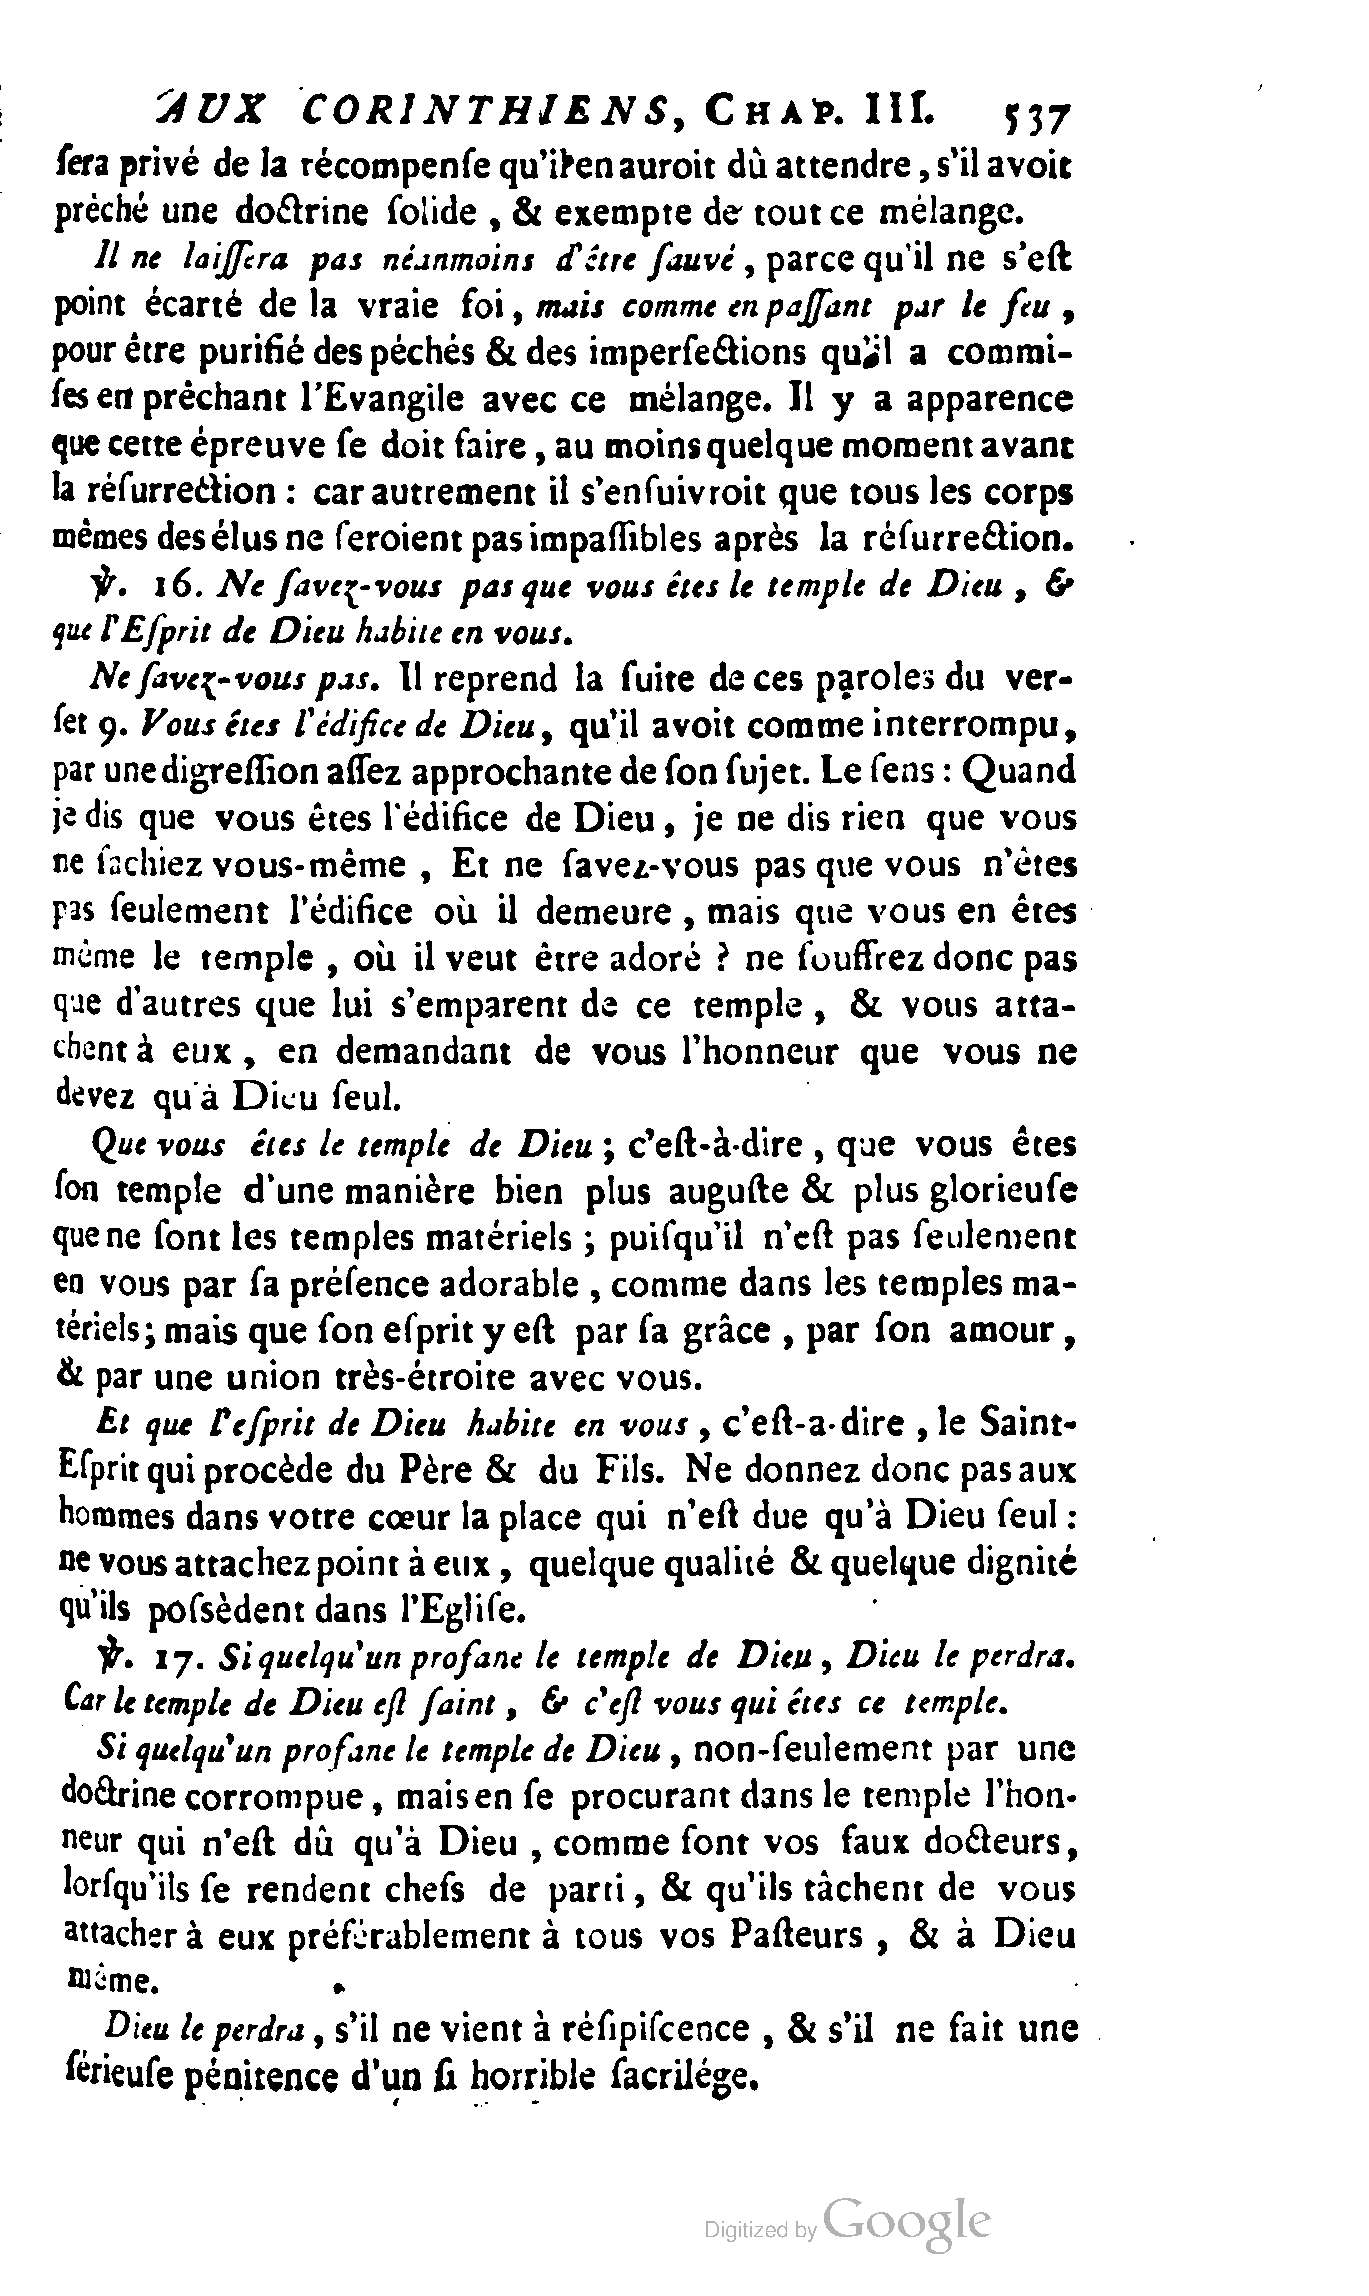 AUX CORINTHIENS, CHAP. III. 537
ſera privé de la récompenſe qu'il en auroit dû attendre, s'il avoit
prêché une doctrine ſolide , & exempte de tout ce mélange.
Il ne laiſſera pas néanmoins d'être ſauvé, parce qu'il ne s'eſt
point écarté de la vraie foi, mais comme en paſſant par le feu ,
pour être purifié des péchés & des imperfections qu'il a commi-
ſes en prêchant l'Evangile avec ce mélange. Il y a apparence
que cette épreuve ſe doit faire, au moins quelque moment avant
la réſurrection : car autrement il s'enſuivroit que tous les corps
mêmes des élus ne ſeroient pas impaſſibles après la réſurrection.
℣. 16. Ne ſavez-vous pas que vous êtes le temple de Dieu , &
que l'Eſprit de Dieu habite en vous.
Ne ſavez-vous pas. Il reprend la ſuite de ces paroles du ver-
ſet 9. Vous êtes l'édifice de Dieu, qu'il avoit comme interrompu,
par une digreſſion aſſez approchante de ſon ſujet. Le ſens : Quand
je dis que vous êtes l'édifice de Dieu, je ne dis rien que vous
ne ſachiez vous-même , Et ne ſavez-vous pas que vous n'êtes
pas ſeulement l'édifice où il demeure , mais que vous en êtes
même le temple , où il veut être adoré ? ne ſouffrez donc pas
que d'autres que lui s'emparent de ce temple , & vous atta-
chent à eux , en demandant de vous l'honneur que vous ne
devez qu'à Dieu ſeul.
Que vous êtes le temple de Dieu ; c'eſt-à-dire , que vous êtes
ſon temple d'une manière bien plus auguſte & plus glorieuſe
que ne ſont les temples matériels ; puiſqu'il n'eſt pas ſeulement
en vous par ſa préſence adorable , comme dans les temples ma-
tériels; mais que ſon eſprit y eſt par ſa grâce , par ſon amour ,
& par une union très-étroite avec vous.
Et que l'eſprit de Dieu habite en vous , c'eſt-a-dire , le Saint-
Eſprit qui procède du Père & du Fils. Ne donnez donc pas aux
hommes dans votre cœur la place qui n'eſt due qu'à Dieu ſeul :
ne vous attachez point à eux , quelque qualité & quelque dignité
qu'ils poſsèdent dans l'Egliſe.
℣. 17. Si quelqu'un profane le temple de Dieu , Dieu le perdra.
Car le temple de Dieu eſt ſaint , & c'eſt vous qui êtes ce temple.
Si quelqu'un profane le temple de Dieu , non-ſeulement par une
doctrine corrompue , mais en ſe procurant dans le temple l'hon-
neur qui n'eſt dû qu'à Dieu , comme font vos faux docteurs,
lorſqu'ils ſe rendent chefs de parti , & qu'ils tâchent de vous
attacher à eux préférablement à tous vos Paſteurs , & à Dieu
même.
Dieu le perdra , s'il ne vient à réſipiſcence , & s'il ne fait une
ſérieuſe pénitence d'un ſi horrible ſacrilége.
Digitized by Google